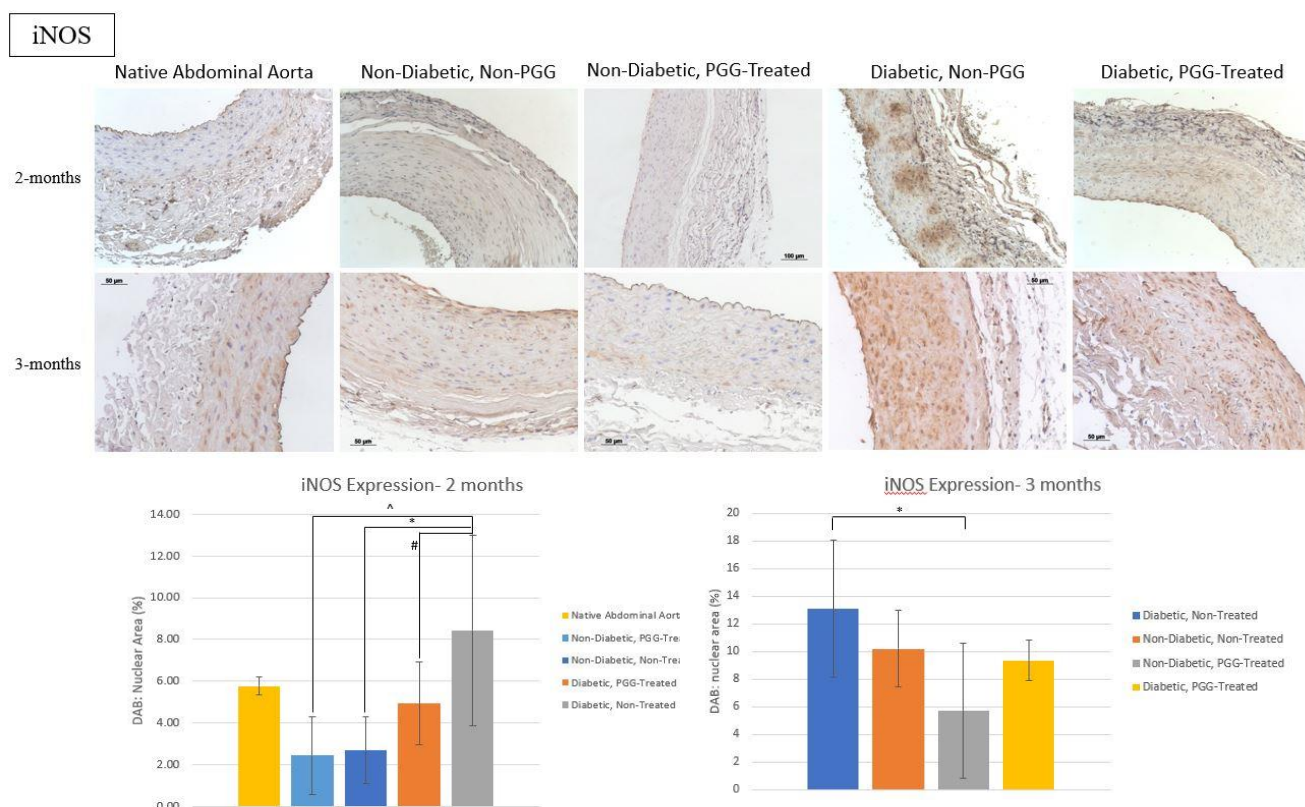 iNOS
Native Abdominal Aorta
Non-Diabetic, Non-PGG
Non-Diabetic, PGG-Treated
Diabetic, Non-PGG
Diabetic, PGG-Treated
2-months
100 µm
3-months
50 µm
50 µm
50 µm
50 µm
50 µm
iNOS Expression- 2 months
14.00
12.00
10.00
8.00
6.00
4.00
2.00
0.00
DAB: Nuclear Area (%)
^
*
#
Native Abdominal Aorta
Non-Diabetic, PGG-Trea
Non-Diabetic, Non-Trea
Diabetic, PGG-Treated
Diabetic, Non-Treated
iNOS Expression- 3 months
20
18
16
14
12
10
8
6
4
2
0
DAB: nuclear area (%)
*
Diabetic, Non-Treated
Non-Diabetic, Non-Treated
Non-Diabetic, PGG-Treated
Diabetic, PGG-Treated